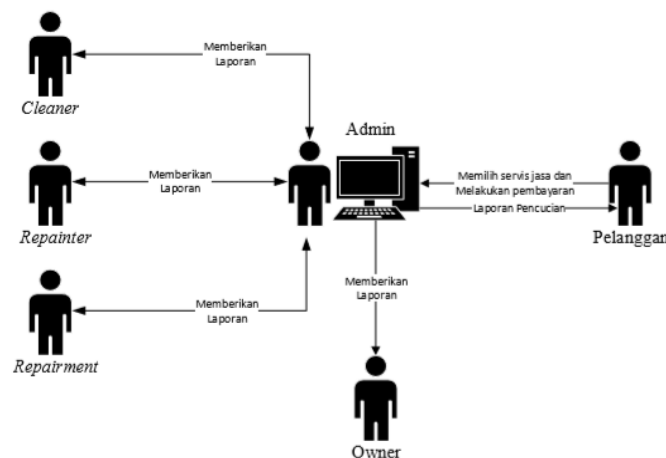 Memberikan
Laporan
Cleaner
Admin
Memberikan
Laporan
Repainter
Memilih servis jasa dan
Melakukan pembayaran
Laporan Pencucian
Pelanggan
Memberikan
Laporan
Repairment
Memberikan
Laporan
Owner